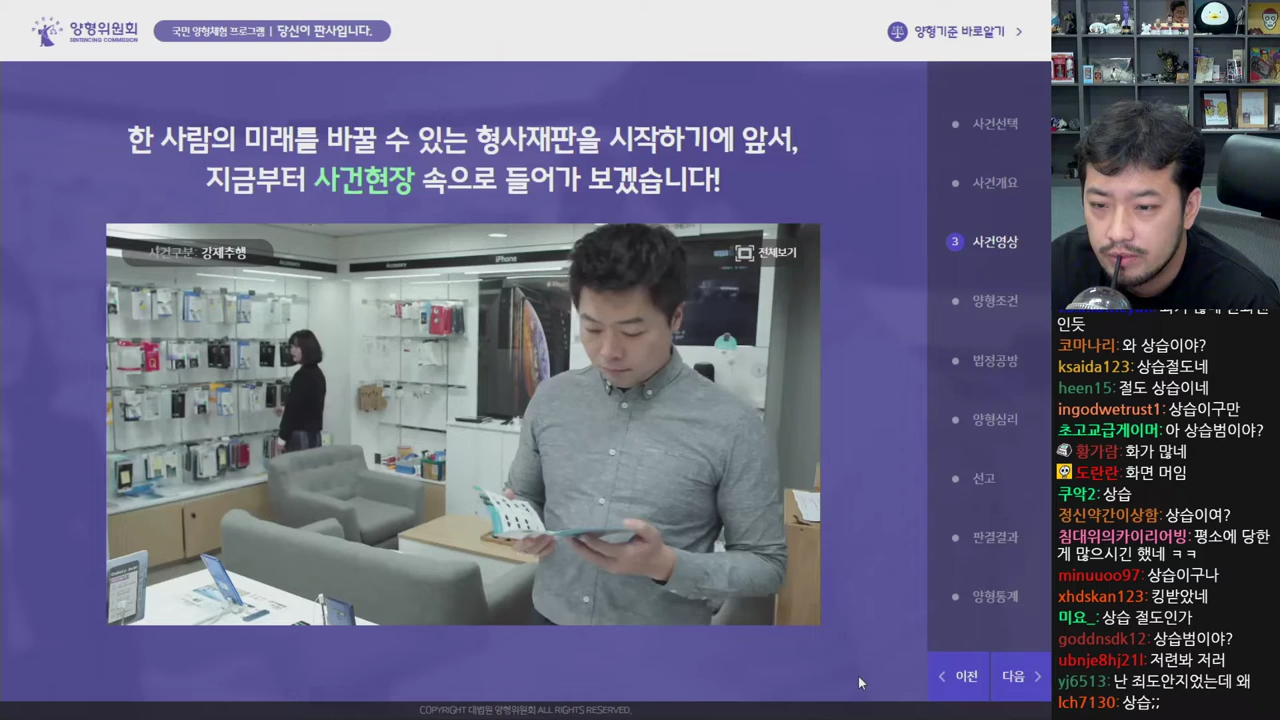 양형위원회
SENTENCING COMMISSION
국민 양형체험 프로그램 | 당신이 판사입니다.
양형기준 바로알기
한 사람의 미래를 바꿀 수 있는 형사재판을 시작하기에 앞서,
지금부터 사건현장 속으로 들어가 보겠습니다!
사건구분: 강제추행
전체보기
Accessory
iPhone
사건선택
사건개요
3 사건영상
양형조건
법정공방
양형심리
선고
판결결과
양형통계
이전
다음
COPYRIGHT 대법원 양형위원회 ALL RIGHTS RESERVED.
인듯
코마나리: 와 상습이야?
ksaida123: 상습절도네
heen15: 절도 상습이네
ingodwetrust1: 상습이구만
초고교급게이머: 아 상습범이야?
황가람: 화가 많네
도란란: 화면 머임
쿠악2: 상습
정신약간이상함: 상습이여?
침대위의카이리어빙: 평소에 당한
게 많으시긴 했네 ㅋㅋ
minuuoo97: 상습이구나
xhdskan123: 킹받았네
미요_: 상습 절도인가
goddnsdk12: 상습범이야?
ubnje8hj21l: 저련봐 저러
yj6513: 난 죄도안지었는데 왜
lch7130: 상습;;